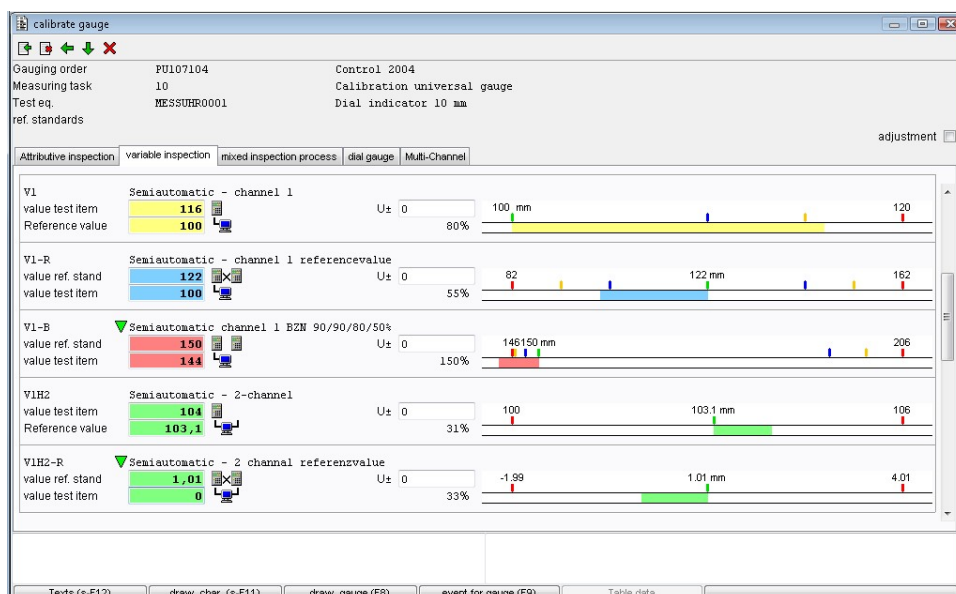 calibrate gauge
Gauging order PU107104 Control 2004
Measuring task 10 Calibration universal gauge
Test eq. MESSUHR0001 Dial indicator 10 mm
ref. standards
adjustment
Attributive inspection variable inspection mixed inspection process dial gauge Multi-Channel
V1 Semiautomatic - channel 1
value test item 116 U± 0 100 mm 120
Reference value 100 80%
V1-R Semiautomatic - channel 1 referencevalue
value ref. stand 122 U± 0 82 122 mm 162
value test item 100 55%
V1-B Semiautomatic channel 1 BZN 90/90/80/50%
value ref. stand 150 U± 0 146150 mm 206
value test item 144 150%
V1H2 Semiautomatic - 2-channel
value test item 104 U± 0 100 103.1 mm 106
Reference value 103,1 31%
V1H2-R Semiautomatic - 2 channal referenzvalue
value ref. stand 1,01 U± 0 -1.99 1.01 mm 4.01
value test item 0 33%
Texts (s-F12) draw. char. (s-F11) draw. gauge (F8) event for gauge (F9) Table data